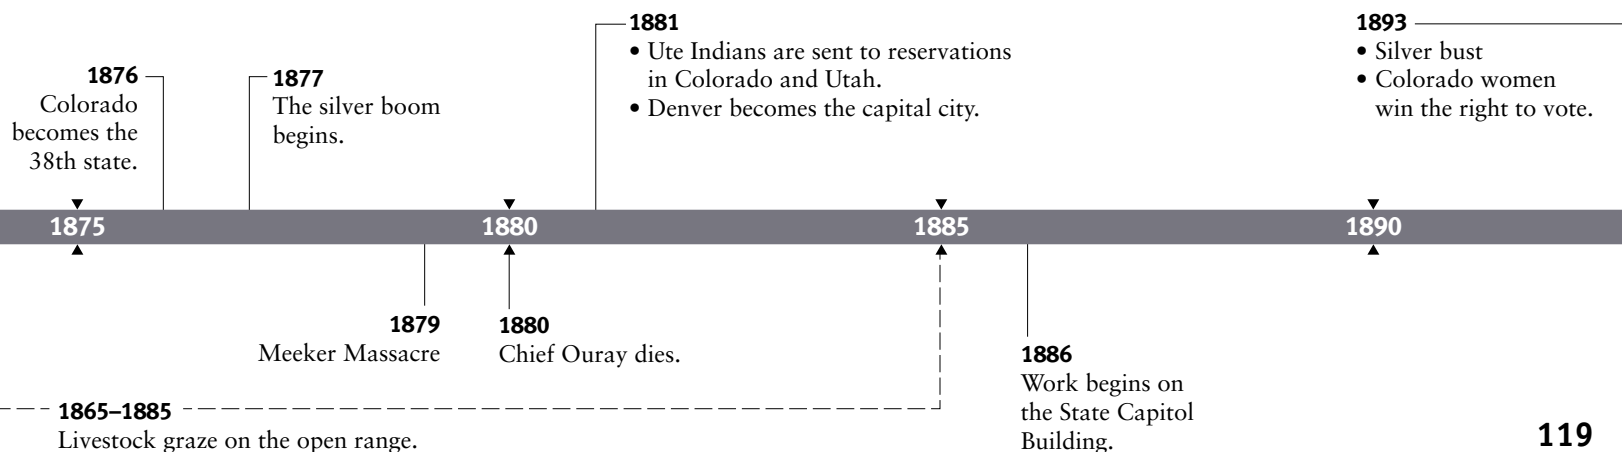 1876
Colorado
becomes the
38th state.
1877
The silver boom
begins.
1881
• Ute Indians are sent to reservations
in Colorado and Utah.
• Denver becomes the capital city.
1893
• Silver bust
• Colorado women
win the right to vote.
1875
1880
1885
1890
1879
Meeker Massacre
1880
Chief Ouray dies.
1886
Work begins on
the State Capitol
Building.
1865–1885
Livestock graze on the open range.
119